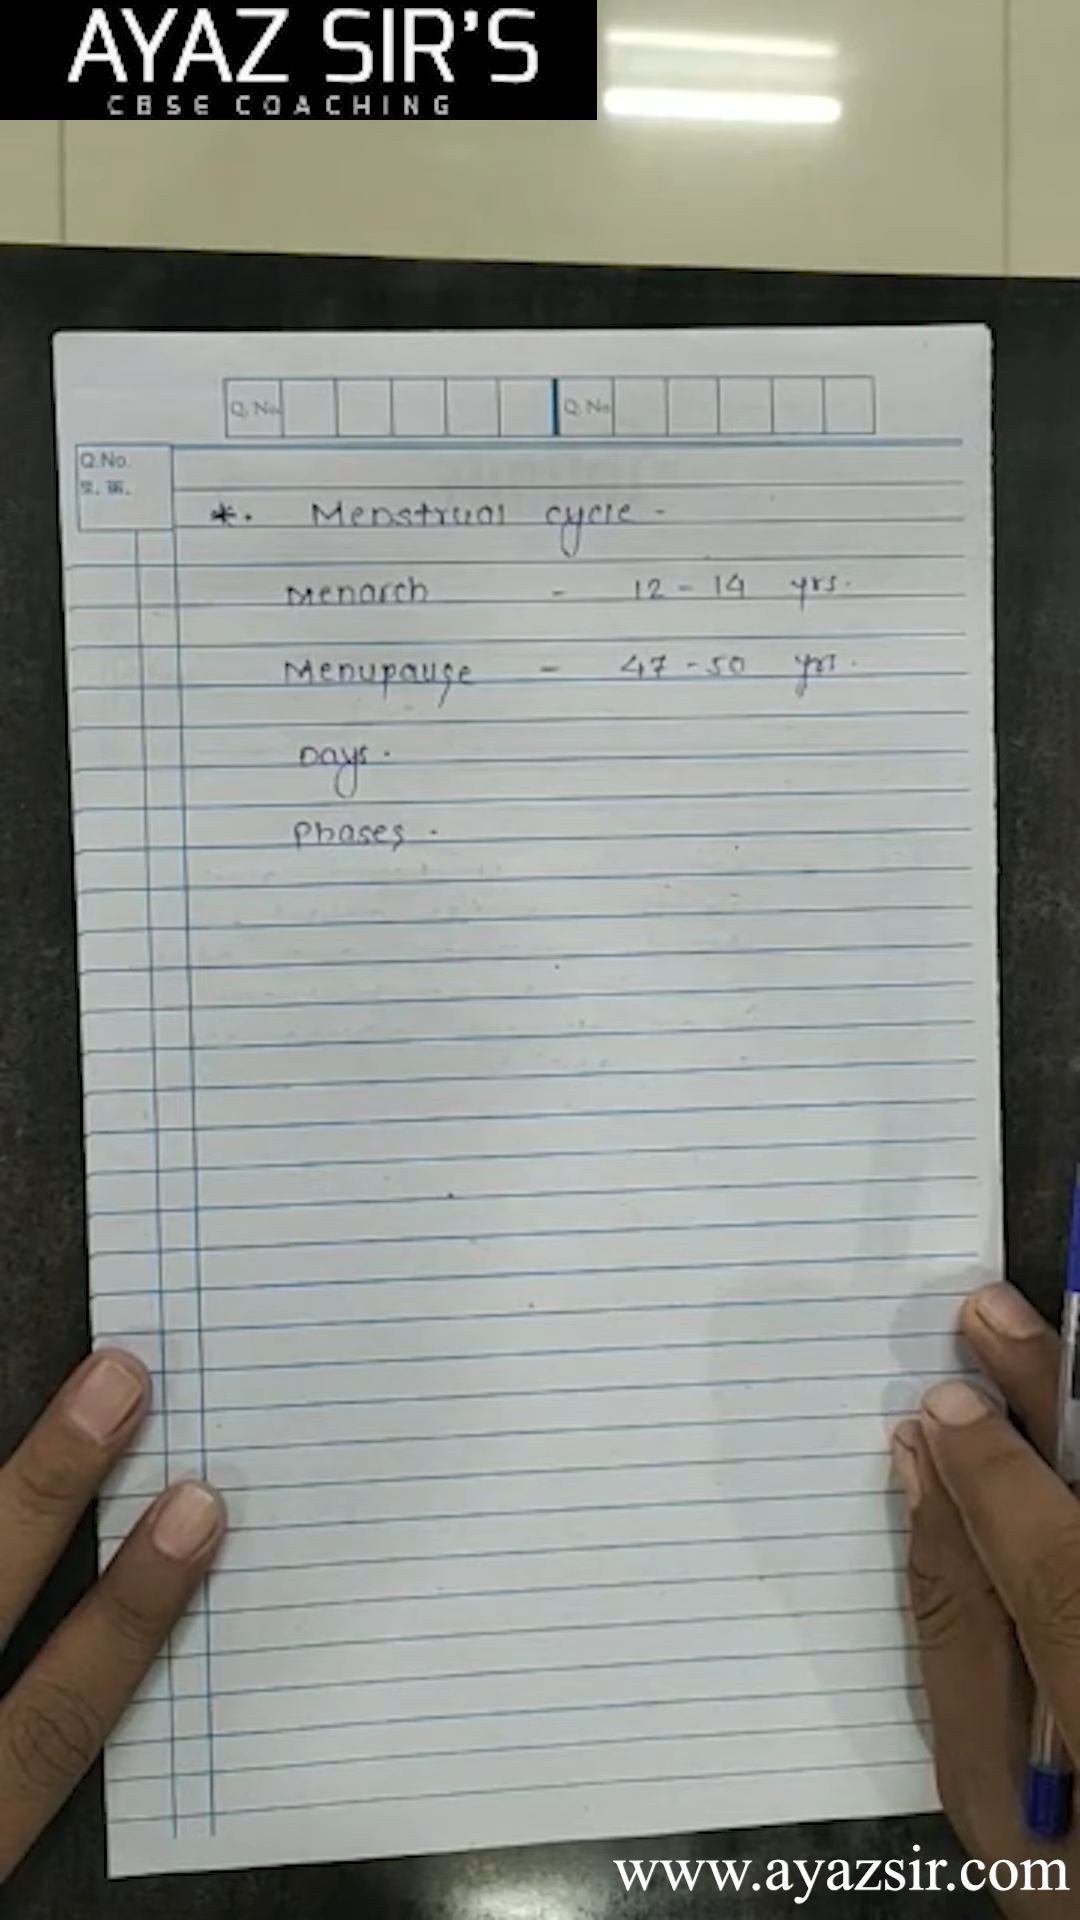 AYAZ SIR'S
CBSE COACHING
Q. No. Q. No.
Q.No.
प्र. क्र.
*. Menstrual cycle -
Menarch - 12 - 14 yrs.
Menupause - 47 - 50 yrs.
Days.
Phases.
www.ayazsir.com